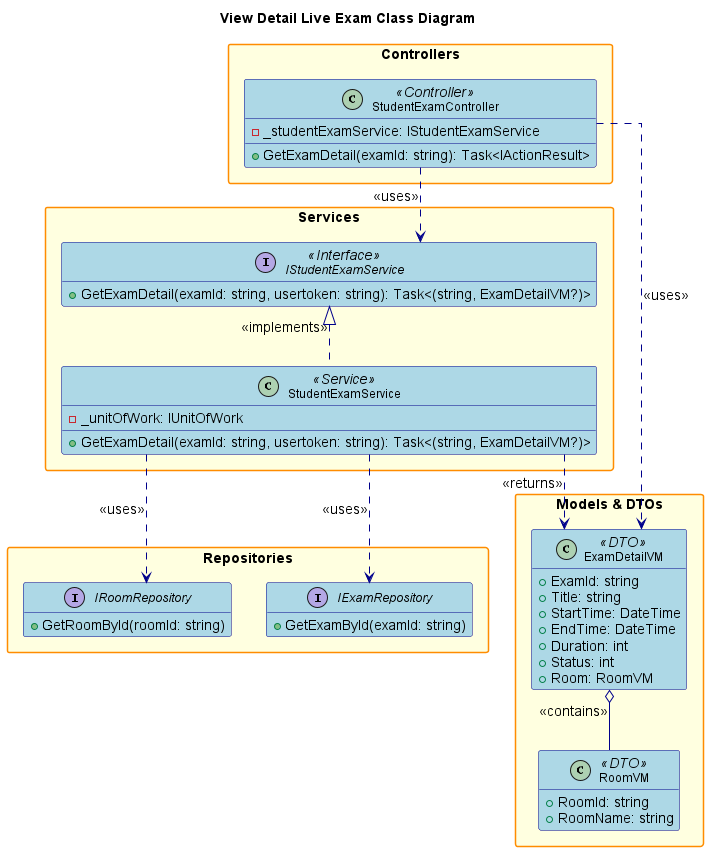 View Detail Live Exam Class Diagram
Controllers
C
«Controller»
StudentExamController
_studentExamService: IStudentExamService
GetExamDetail(examId: string): Task<IActionResult>
«uses»
«uses»
Services
I
«Interface»
IStudentExamService
GetExamDetail(examId: string, usertoken: string): Task<(string, ExamDetailVM?)>
«implements»
C
«Service»
StudentExamService
_unitOfWork: IUnitOfWork
GetExamDetail(examId: string, usertoken: string): Task<(string, ExamDetailVM?)>
«uses»
«uses»
«returns»
Repositories
I
IRoomRepository
GetRoomById(roomId: string)
I
IExamRepository
GetExamById(examId: string)
Models & DTOs
C
«DTO»
ExamDetailVM
ExamId: string
Title: string
StartTime: DateTime
EndTime: DateTime
Duration: int
Status: int
Room: RoomVM
«contains»
C
«DTO»
RoomVM
RoomId: string
RoomName: string